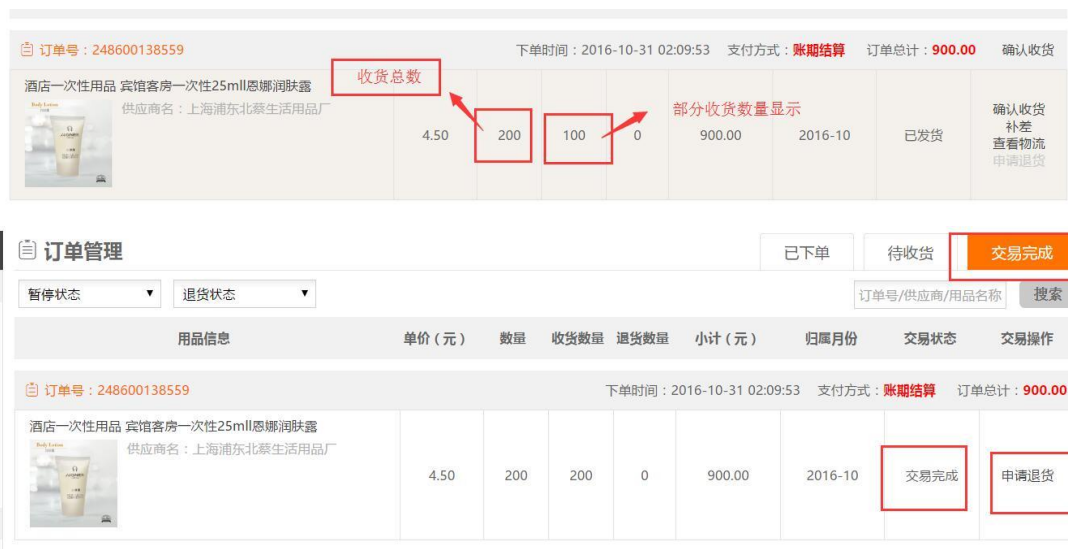 订单号：248600138559 下单时间：2016-10-31 02:09:53 支付方式：账期结算 订单总计：900.00 确认收货
酒店一次性用品 宾馆客房一次性25mll恩娜润肤露
收货总数
供应商名：上海浦东北蔡生活用品厂
部分收货数量显示
Body Lotion
4.50 200 100 0 900.00 2016-10 已发货
确认收货
补差
查看物流
申请退货
订单管理 已下单 待收货 交易完成
暂停状态 ▼ 退货状态 ▼ 订单号/供应商/用品名称 搜索
用品信息 单价（元） 数量 收货数量 退货数量 小计（元） 归属月份 交易状态 交易操作
订单号：248600138559 下单时间：2016-10-31 02:09:53 支付方式：账期结算 订单总计：900.00
酒店一次性用品 宾馆客房一次性25mll恩娜润肤露
供应商名：上海浦东北蔡生活用品厂
Body Lotion
4.50 200 200 0 900.00 2016-10 交易完成 申请退货